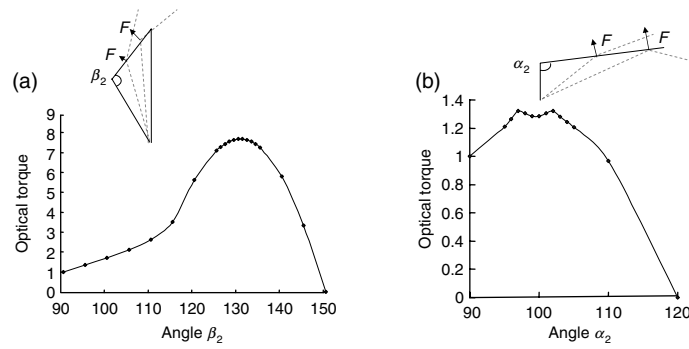 F
F
β2
(a)
9
8
7
6
5
4
3
2
1
0
90 100 110 120 130 140 150
Optical torque
Angle β2
F
F
α2
(b)
1.4
1.2
1
0.8
0.6
0.4
0.2
0
90 100 110 120
Optical torque
Angle α2